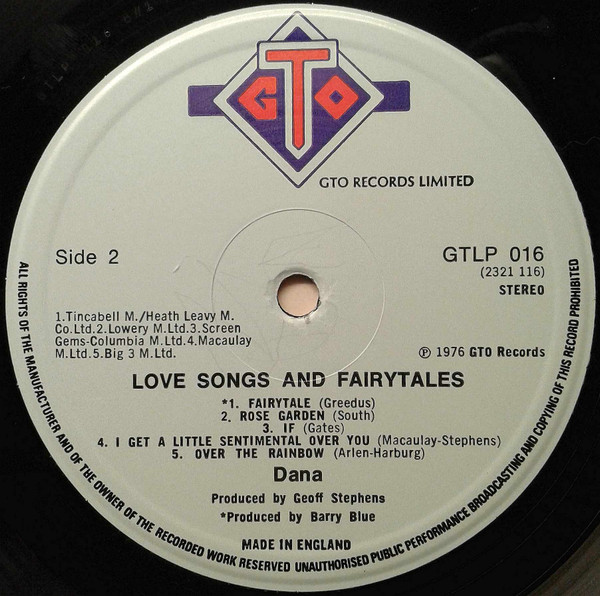 GTO
GTO RECORDS LIMITED
Side 2
GTLP 016
(2321 116)
STEREO
1.Tincabell M./Heath Leavy M.
Co.Ltd.2.Lowery M.Ltd.3.Screen
Gems-Columbia M.Ltd.4.Macaulay
M.Ltd.5.Big 3 M.Ltd.
℗ 1976 GTO Records
LOVE SONGS AND FAIRYTALES
*1. FAIRYTALE (Greedus)
2. ROSE GARDEN (South)
3. IF (Gates)
4. I GET A LITTLE SENTIMENTAL OVER YOU (Macaulay-Stephens)
5. OVER THE RAINBOW (Arlen-Harburg)
Dana
Produced by Geoff Stephens
*Produced by Barry Blue
MADE IN ENGLAND
ALL RIGHTS OF THE MANUFACTURER AND OF THE OWNER OF THE RECORDED WORK RESERVED UNAUTHORISED PUBLIC PERFORMANCE BROADCASTING AND COPYING OF THIS RECORD PROHIBITED